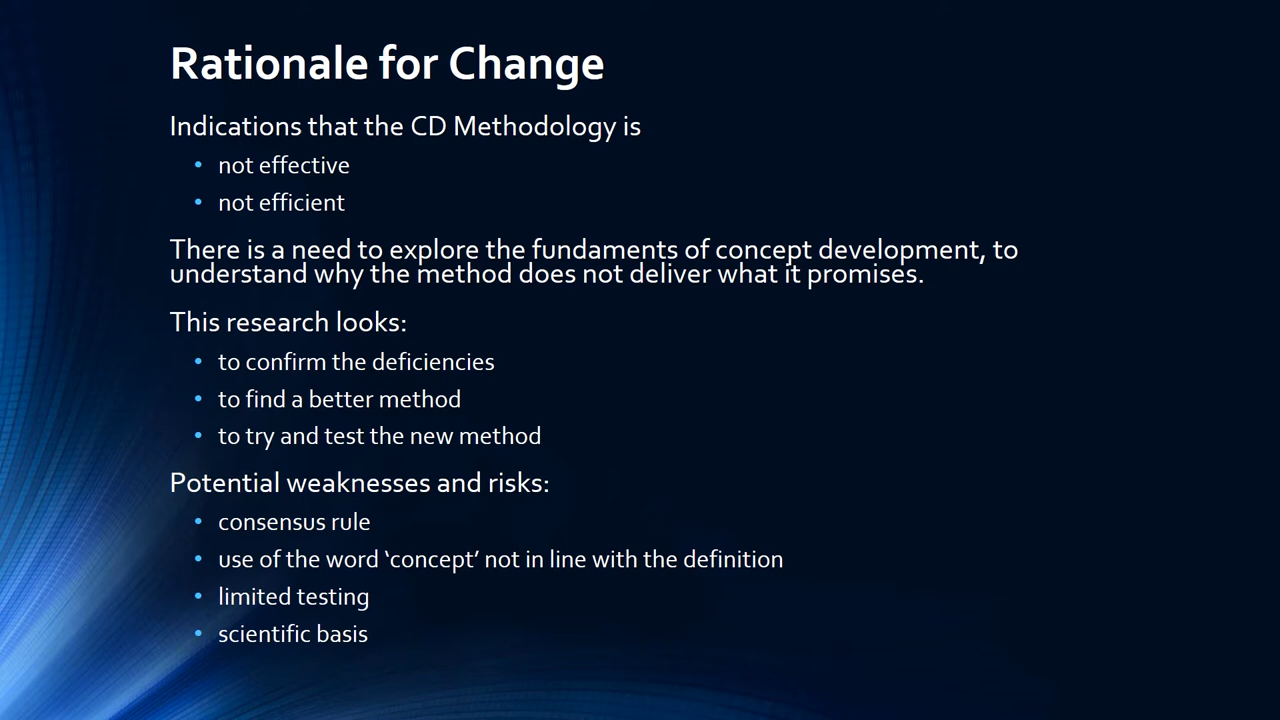 Rationale for Change
Indications that the CD Methodology is
• not effective
• not efficient
There is a need to explore the fundaments of concept development, to
understand why the method does not deliver what it promises.
This research looks:
• to confirm the deficiencies
• to find a better method
• to try and test the new method
Potential weaknesses and risks:
• consensus rule
• use of the word ‘concept’ not in line with the definition
• limited testing
• scientific basis